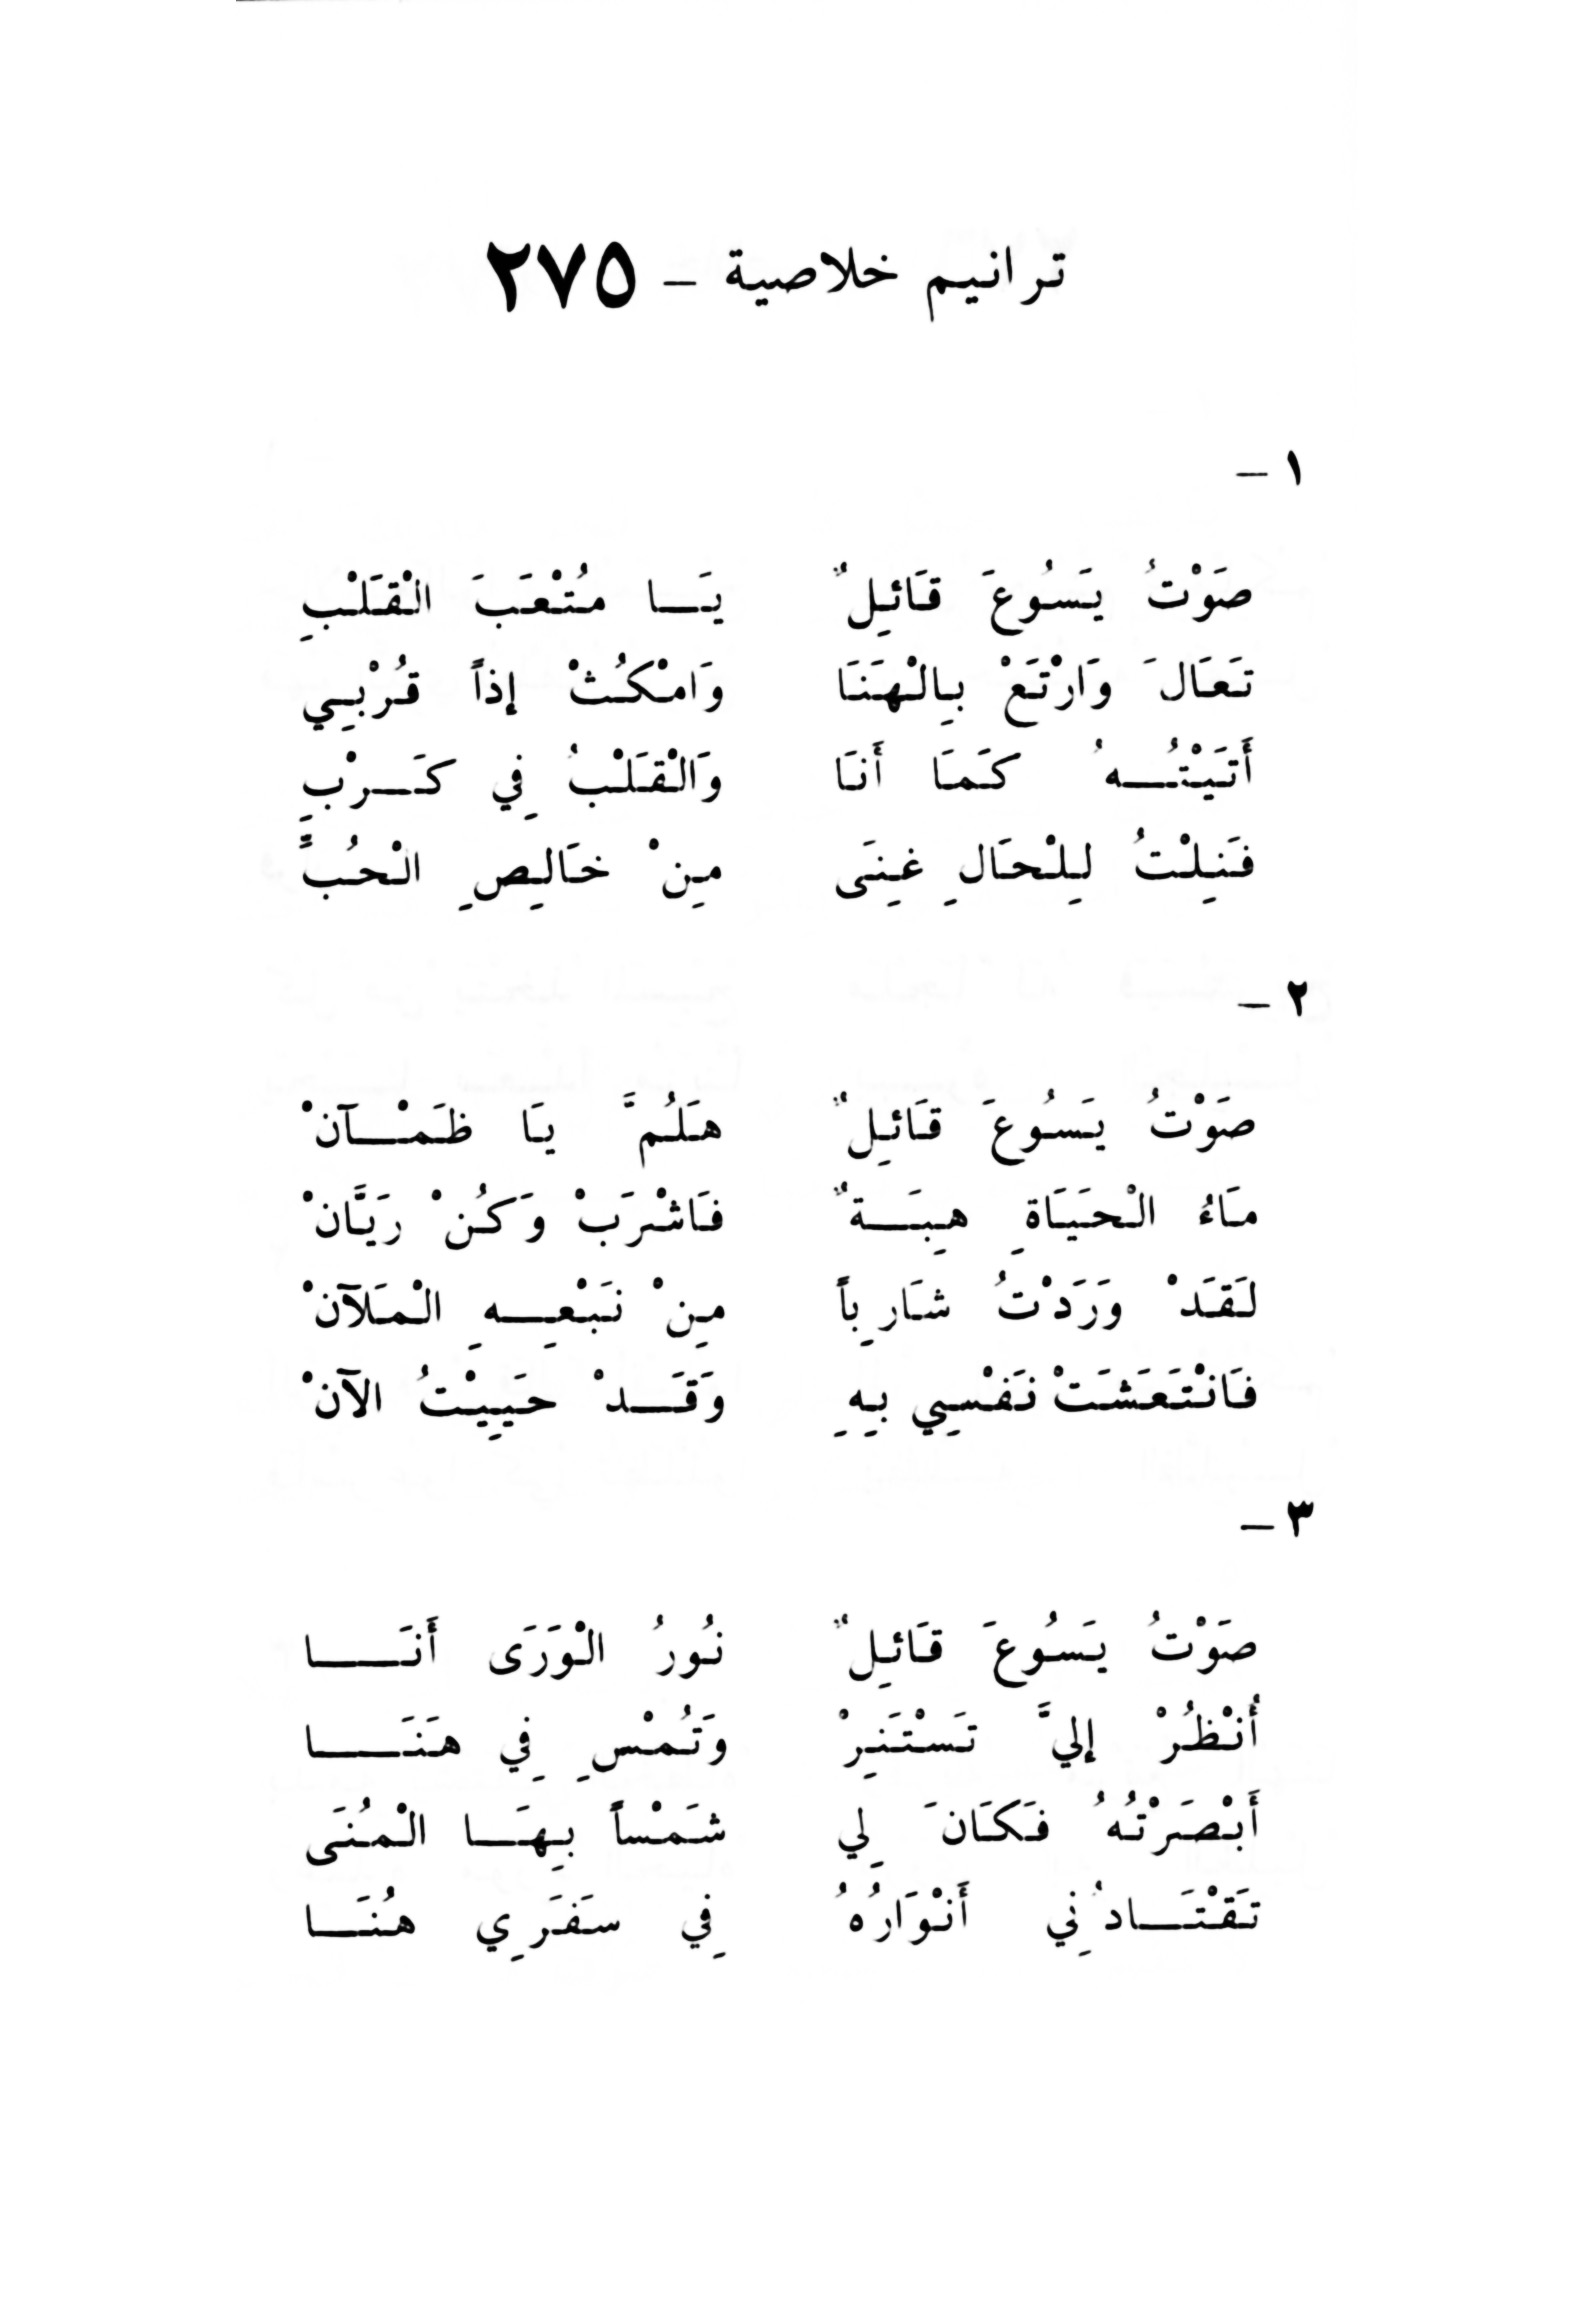 ترانيم خلاصية – ٢٧٥
١ –
صَوْتُ يَسُوعَ قَائِلٌ يَا مُتْعَبَ الْقَلْبِ
تَعَالَ وَارْتَعْ بِالْهَنَا وَامْكُثْ إِذاً قُرْبِي
أَتَيْتُهُ كَمَا أَنَا وَالْقَلْبُ فِي كَرْبٍ
فَنِلْتُ لِلْحَالِ غِنَى مِنْ خَالِصِ الْحُبِّ
٢ –
صَوْتُ يَسُوعَ قَائِلٌ هَلُمَّ يَا ظَمْآنْ
مَاءُ الْحَيَاةِ هِبَةٌ فَاشْرَبْ وَكُنْ رَيَّانْ
لَقَدْ وَرَدْتُ شَارِباً مِنْ نَبْعِهِ الْمَلآنْ
فَانْتَعَشَتْ نَفْسِي بِهِ وَقَدْ حَيِيْتُ الآنْ
٣ –
صَوْتُ يَسُوعَ قَائِلٌ نُورُ الْوَرَى أَنَا
أُنْظُرْ إِليَّ تَسْتَنِرْ وَتُمْسِ فِي هَنَا
أَبْصَرْتُهُ فَكَانَ لِي شَمْساً بِهَا الْمُنَى
تَقْتَادُنِي أَنْوَارُهُ فِي سَفَرِي هُنَا